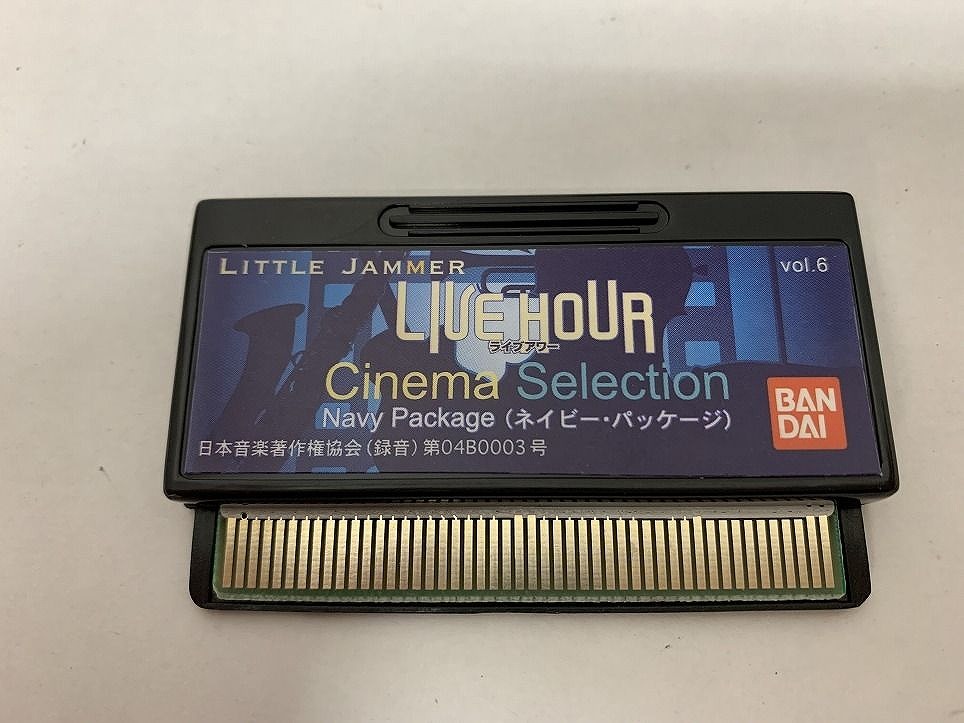 LITTLE JAMMER
vol.6
LIVE HOUR
ライブアワー
Cinema Selection
Navy Package (ネイビー・パッケージ)
BAN
DAI
日本音楽著作権協会(録音)第04B0003号